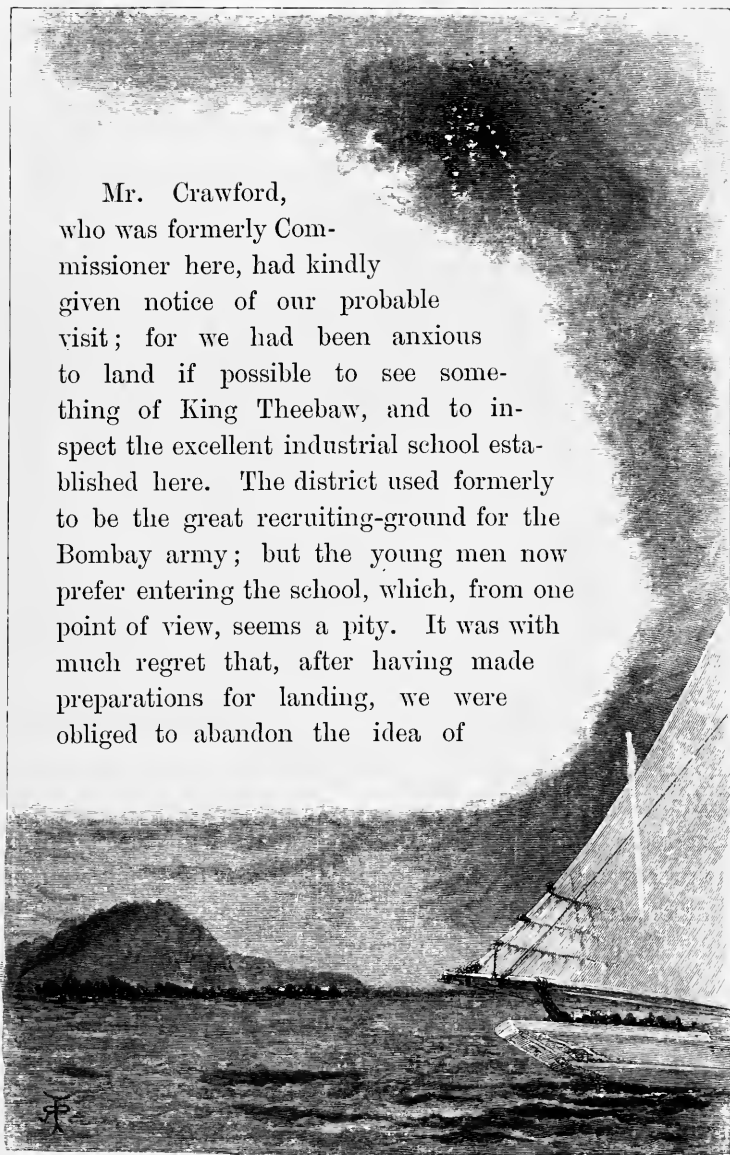 Mr. Crawford,
who was formerly Com-
missioner here, had kindly
given notice of our probable
visit; for we had been anxious
to land if possible to see some-
thing of King Theebaw, and to in-
spect the excellent industrial school esta-
blished here. The district used formerly
to be the great recruiting-ground for the
Bombay army; but the young men now
prefer entering the school, which, from one
point of view, seems a pity. It was with
much regret that, after having made
preparations for landing, we were
obliged to abandon the idea of